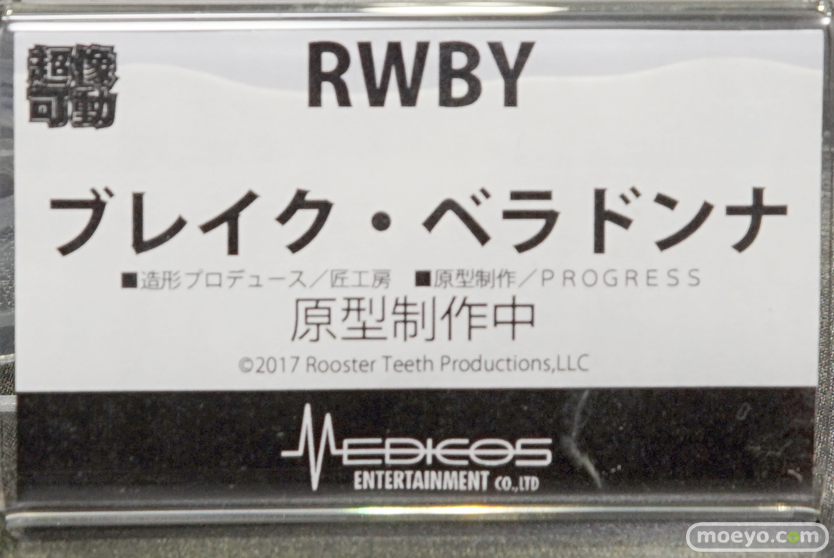 超像
可動
RWBY
ブレイク・ベラドンナ
■造形プロデュース／匠工房　■原型制作／ＰＲＯＧＲＥＳＳ
原型制作中
©2017 Rooster Teeth Productions,LLC
MEDICOS
ENTERTAINMENT CO.,LTD
moeyo.com